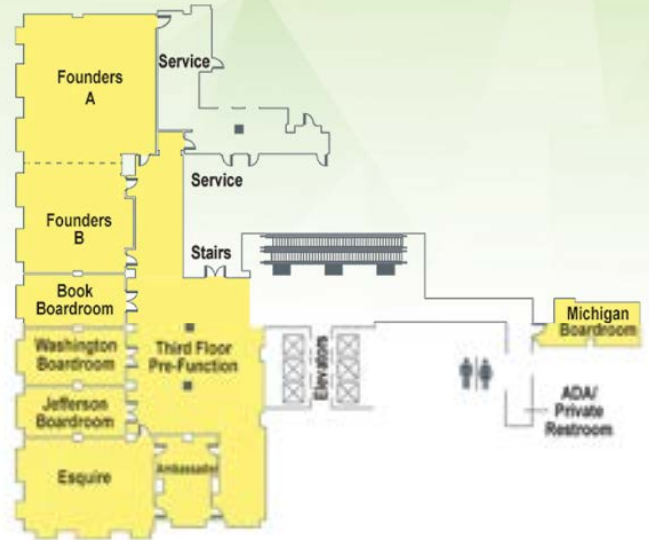 Founders
A
Service
Service
Founders
B
Stairs
Book
Boardroom
Michigan
Boardroom
Washington
Boardroom
Third Floor
Pre-Function
Elevators
Jefferson
Boardroom
ADA/
Private
Restroom
Esquire
Ambassador